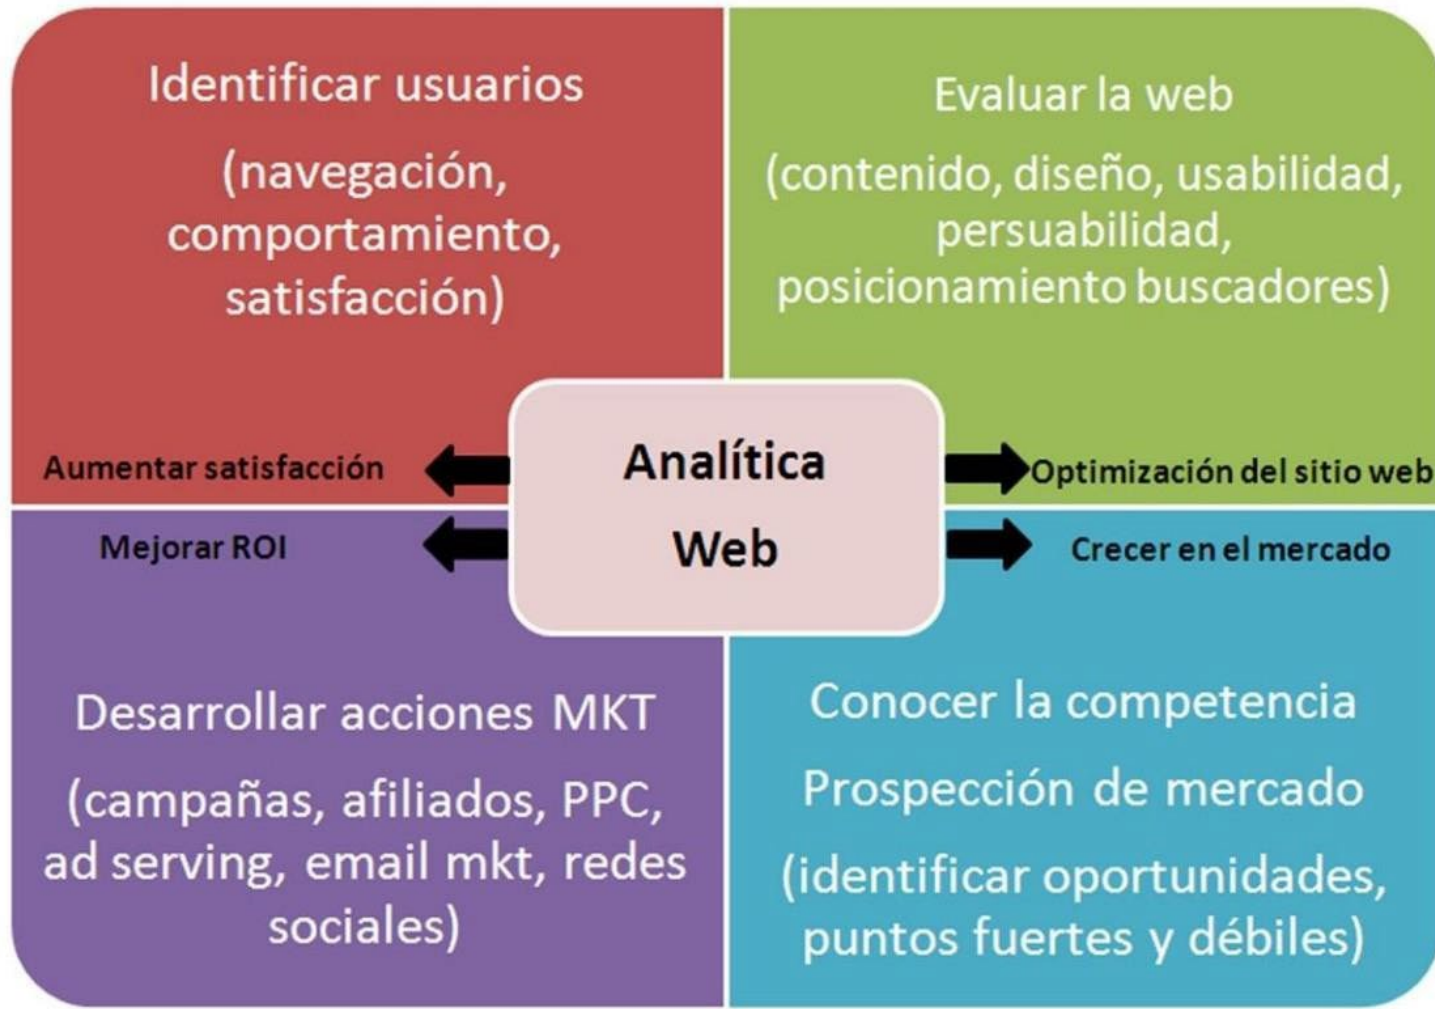 Identificar usuarios
(navegación,
comportamiento,
satisfacción)
Aumentar satisfacción
Evaluar la web
(contenido, diseño, usabilidad,
persuabilidad,
posicionamiento buscadores)
Optimización del sitio web
Analítica
Web
Mejorar ROI
Desarrollar acciones MKT
(campañas, afiliados, PPC,
ad serving, email mkt, redes
sociales)
Crecer en el mercado
Conocer la competencia
Prospección de mercado
(identificar oportunidades,
puntos fuertes y débiles)